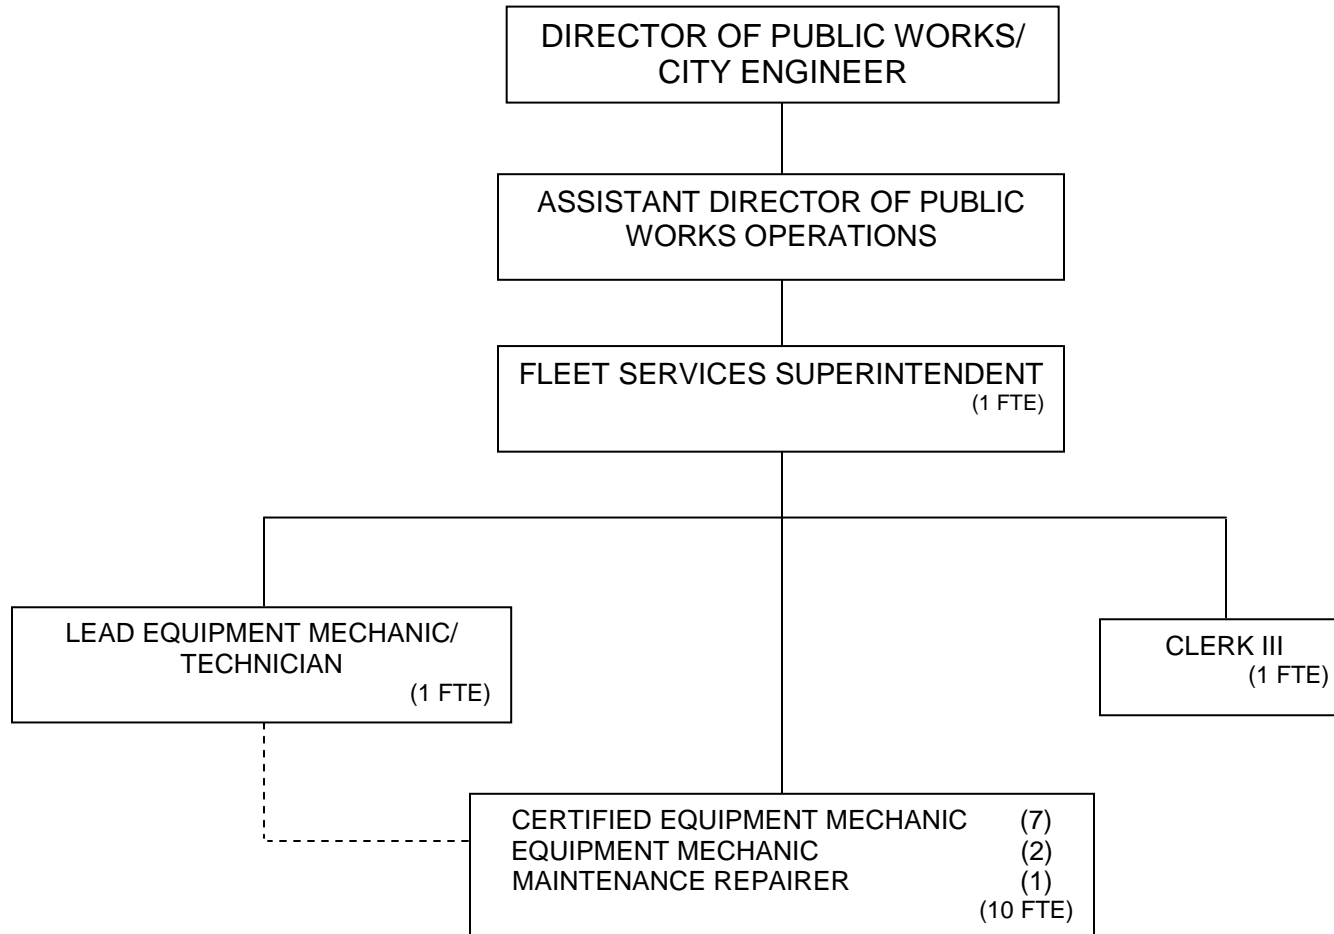 DIRECTOR OF PUBLIC WORKS/
CITY ENGINEER
ASSISTANT DIRECTOR OF PUBLIC
WORKS OPERATIONS
FLEET SERVICES SUPERINTENDENT
(1 FTE)
LEAD EQUIPMENT MECHANIC/
TECHNICIAN
(1 FTE)
CLERK III
(1 FTE)
CERTIFIED EQUIPMENT MECHANIC (7)
EQUIPMENT MECHANIC (2)
MAINTENANCE REPAIRER (1)
(10 FTE)